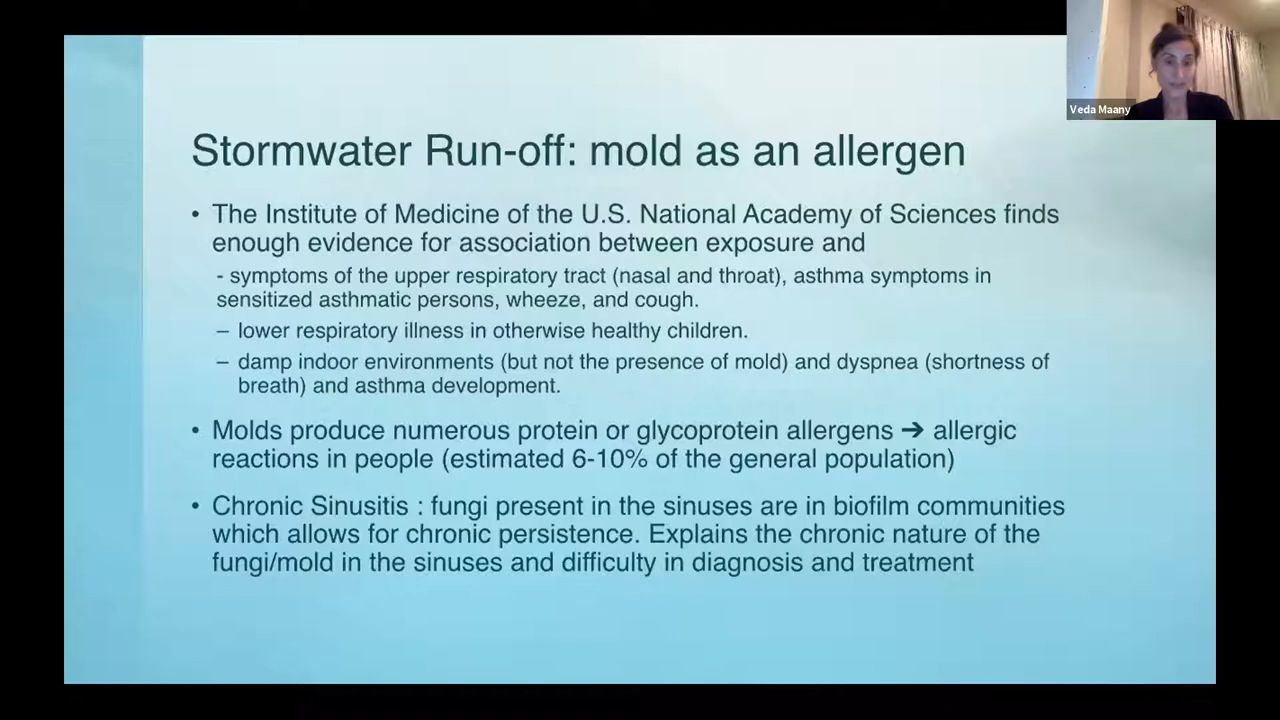 Veda Maany
Stormwater Run-off: mold as an allergen
• The Institute of Medicine of the U.S. National Academy of Sciences finds
enough evidence for association between exposure and
- symptoms of the upper respiratory tract (nasal and throat), asthma symptoms in
sensitized asthmatic persons, wheeze, and cough.
– lower respiratory illness in otherwise healthy children.
– damp indoor environments (but not the presence of mold) and dyspnea (shortness of
breath) and asthma development.
• Molds produce numerous protein or glycoprotein allergens ➔ allergic
reactions in people (estimated 6-10% of the general population)
• Chronic Sinusitis : fungi present in the sinuses are in biofilm communities
which allows for chronic persistence. Explains the chronic nature of the
fungi/mold in the sinuses and difficulty in diagnosis and treatment